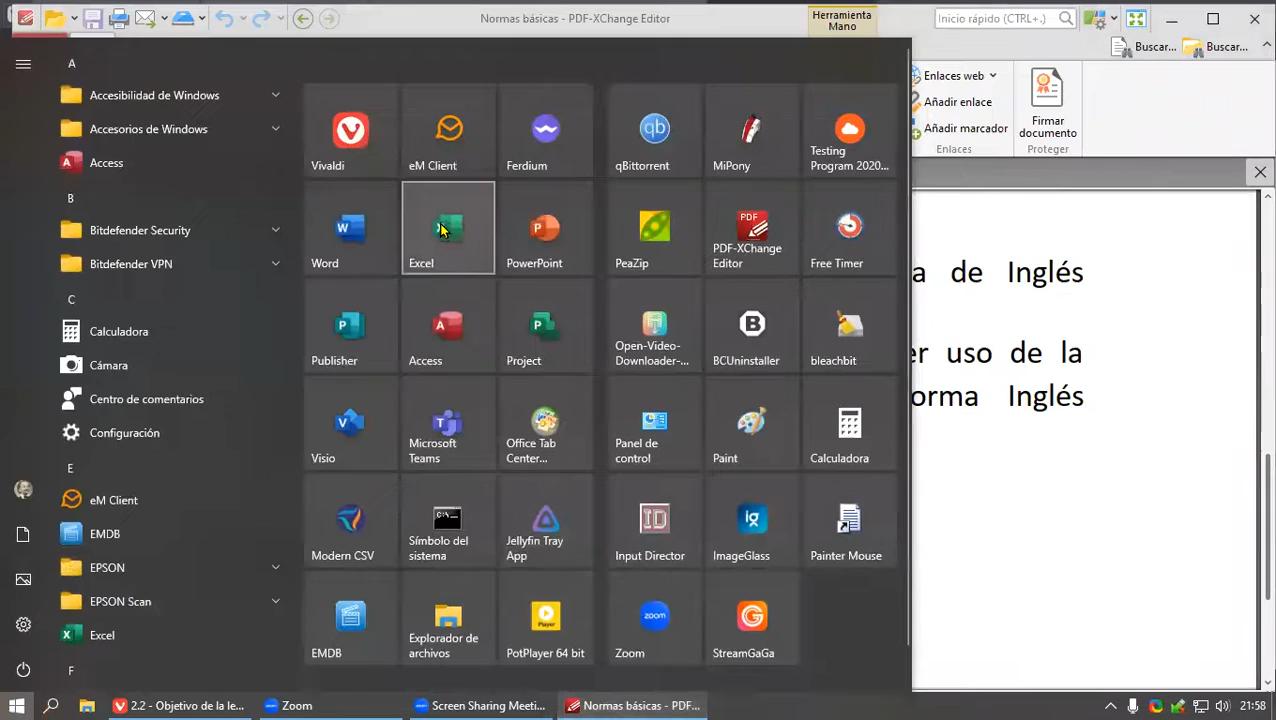 Normas básicas - PDF-XChange Editor
Herramienta
Mano
Inicio rápido (CTRL+.)
Buscar...
Buscar...
Enlaces web
Añadir enlace
Añadir marcador
Enlaces
Firmar
documento
Proteger
A
Accesibilidad de Windows
Accesorios de Windows
Access
B
Bitdefender Security
Bitdefender VPN
C
Calculadora
Cámara
Centro de comentarios
Configuración
E
eM Client
EMDB
EPSON
EPSON Scan
Excel
F
Vivaldi
eM Client
Ferdium
qb
qBittorrent
MiPony
Testing
Program 2020...
W
Word
Excel
P
PowerPoint
PeaZip
PDF
PDF-XChange
Editor
Free Timer
P
Publisher
A
Access
P
Project
Open-Video-
Downloader-...
B
BCUninstaller
bleachbit
V
Visio
T
Microsoft
Teams
Office Tab
Center...
Panel de
control
Paint
Calculadora
Modern CSV
C:\
Símbolo del
sistema
Jellyfin Tray
App
ID
Input Director
Ig
ImageGlass
Painter Mouse
EMDB
Explorador de
archivos
Player
PotPlayer 64 bit
zoom
Zoom
G
StreamGaGa
a de Inglés
er uso de la
orma Inglés
2.2 - Objetivo de la le...
Zoom
Screen Sharing Meeti...
Normas básicas - PDF...
21:58